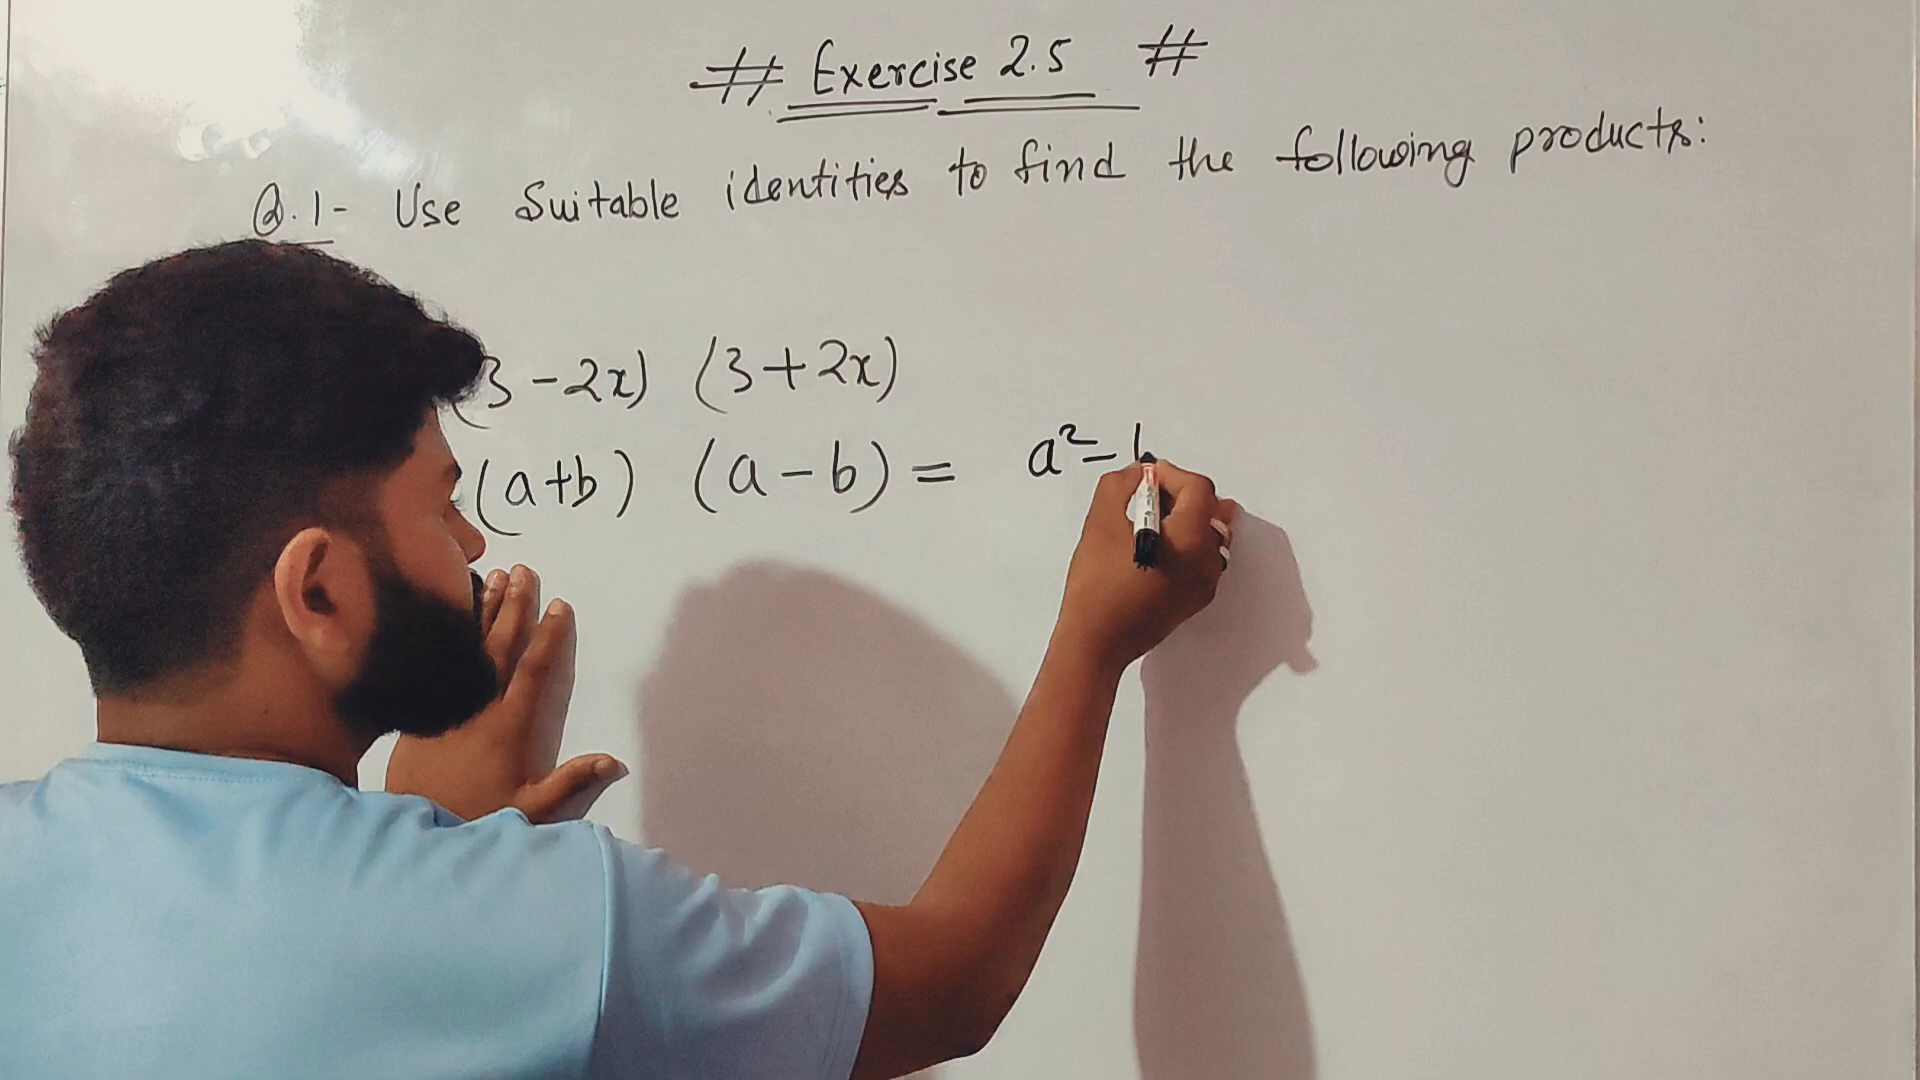 # Exercise 2.5 #
Q.1- Use Suitable identities to find the following products:
(3-2x) (3+2x)
(a+b) (a-b) = a²-